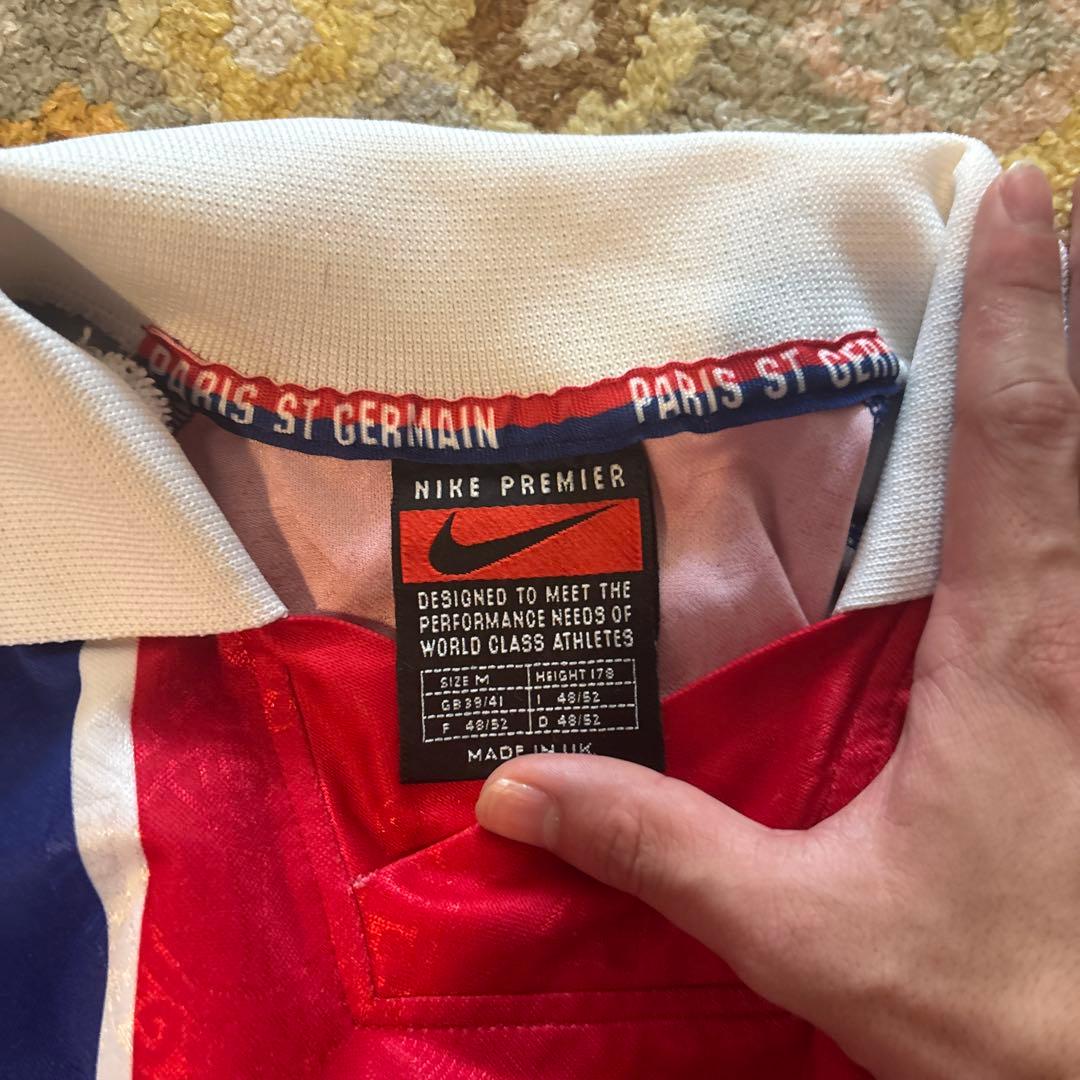 PARIS ST GERMAIN PARIS ST GERM
NIKE PREMIER
DESIGNED TO MEET THE
PERFORMANCE NEEDS OF
WORLD CLASS ATHLETES
SIZE M HEIGHT 178
GB 39/41 I 48/52
F 48/52 D 48/52
MADE IN UK